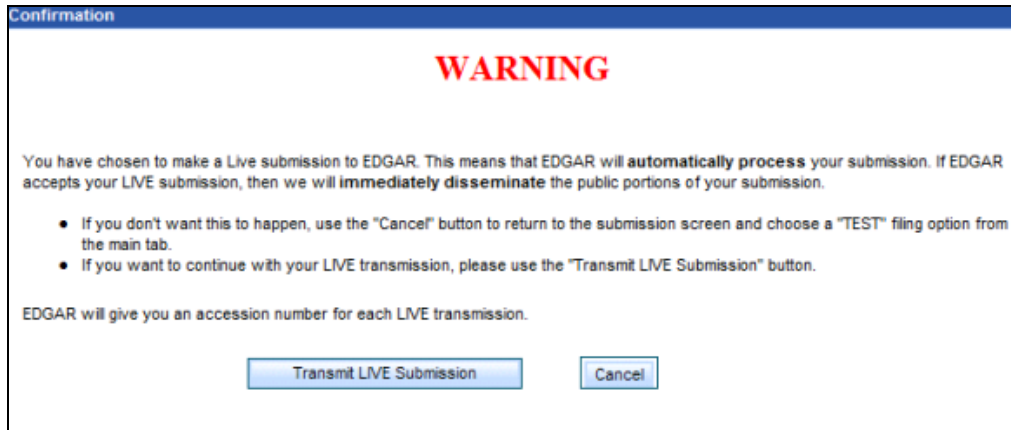 Confirmation
WARNING
You have chosen to make a Live submission to EDGAR. This means that EDGAR will automatically process your submission. If EDGAR
accepts your LIVE submission, then we will immediately disseminate the public portions of your submission.
• If you don't want this to happen, use the "Cancel" button to return to the submission screen and choose a "TEST" filing option from
the main tab.
• If you want to continue with your LIVE transmission, please use the "Transmit LIVE Submission" button.
EDGAR will give you an accession number for each LIVE transmission.
Transmit LIVE Submission Cancel